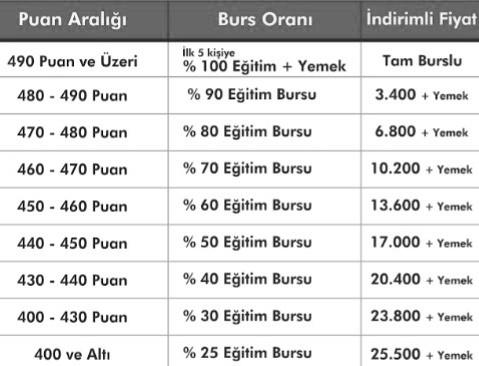 Puan Aralığı Burs Oranı İndirimli Fiyat
490 Puan ve Üzeri İlk 5 kişiye % 100 Eğitim + Yemek Tam Burslu
480 - 490 Puan % 90 Eğitim Bursu 3.400 + Yemek
470 - 480 Puan % 80 Eğitim Bursu 6.800 + Yemek
460 - 470 Puan % 70 Eğitim Bursu 10.200 + Yemek
450 - 460 Puan % 60 Eğitim Bursu 13.600 + Yemek
440 - 450 Puan % 50 Eğitim Bursu 17.000 + Yemek
430 - 440 Puan % 40 Eğitim Bursu 20.400 + Yemek
400 - 430 Puan % 30 Eğitim Bursu 23.800 + Yemek
400 ve Altı % 25 Eğitim Bursu 25.500 + Yemek